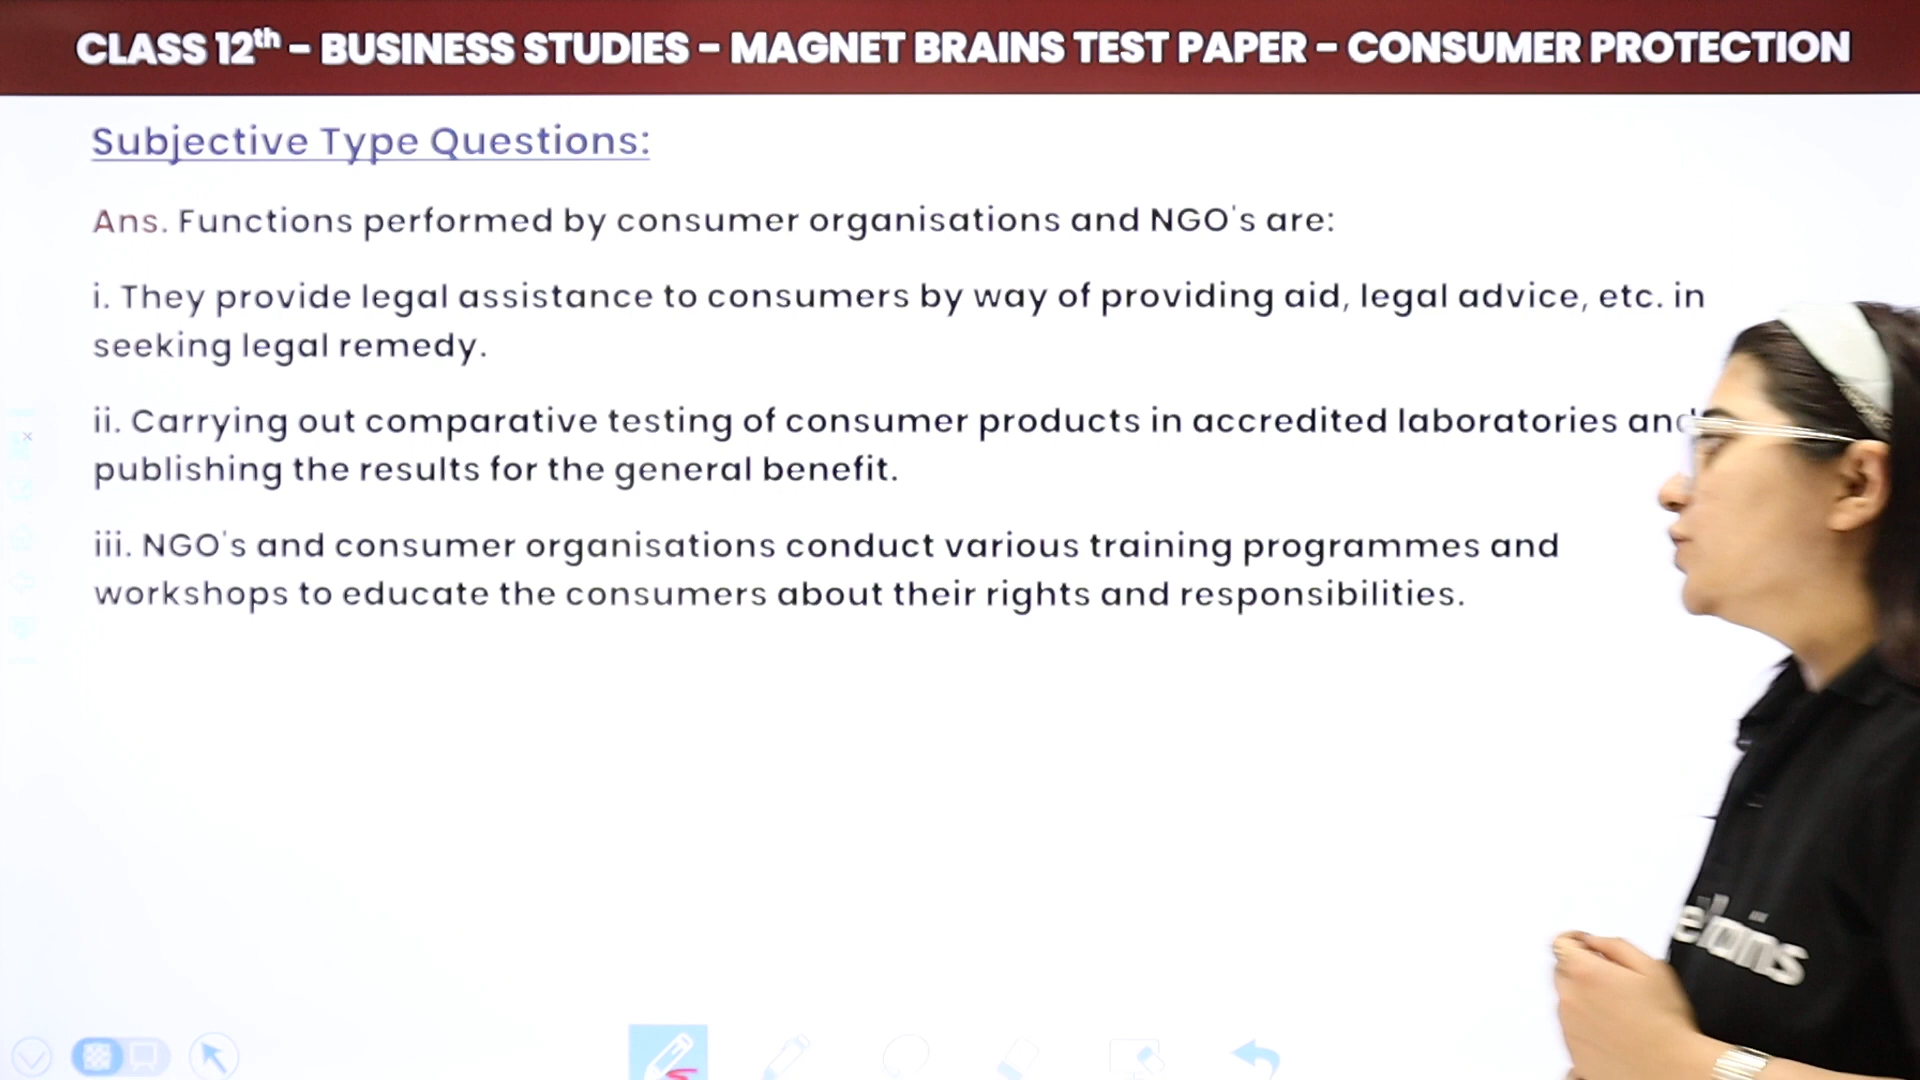 CLASS 12th – BUSINESS STUDIES – MAGNET BRAINS TEST PAPER – CONSUMER PROTECTION
Subjective Type Questions:
Ans. Functions performed by consumer organisations and NGO's are:
i. They provide legal assistance to consumers by way of providing aid, legal advice, etc. in
seeking legal remedy.
ii. Carrying out comparative testing of consumer products in accredited laboratories and
publishing the results for the general benefit.
iii. NGO's and consumer organisations conduct various training programmes and
workshops to educate the consumers about their rights and responsibilities.